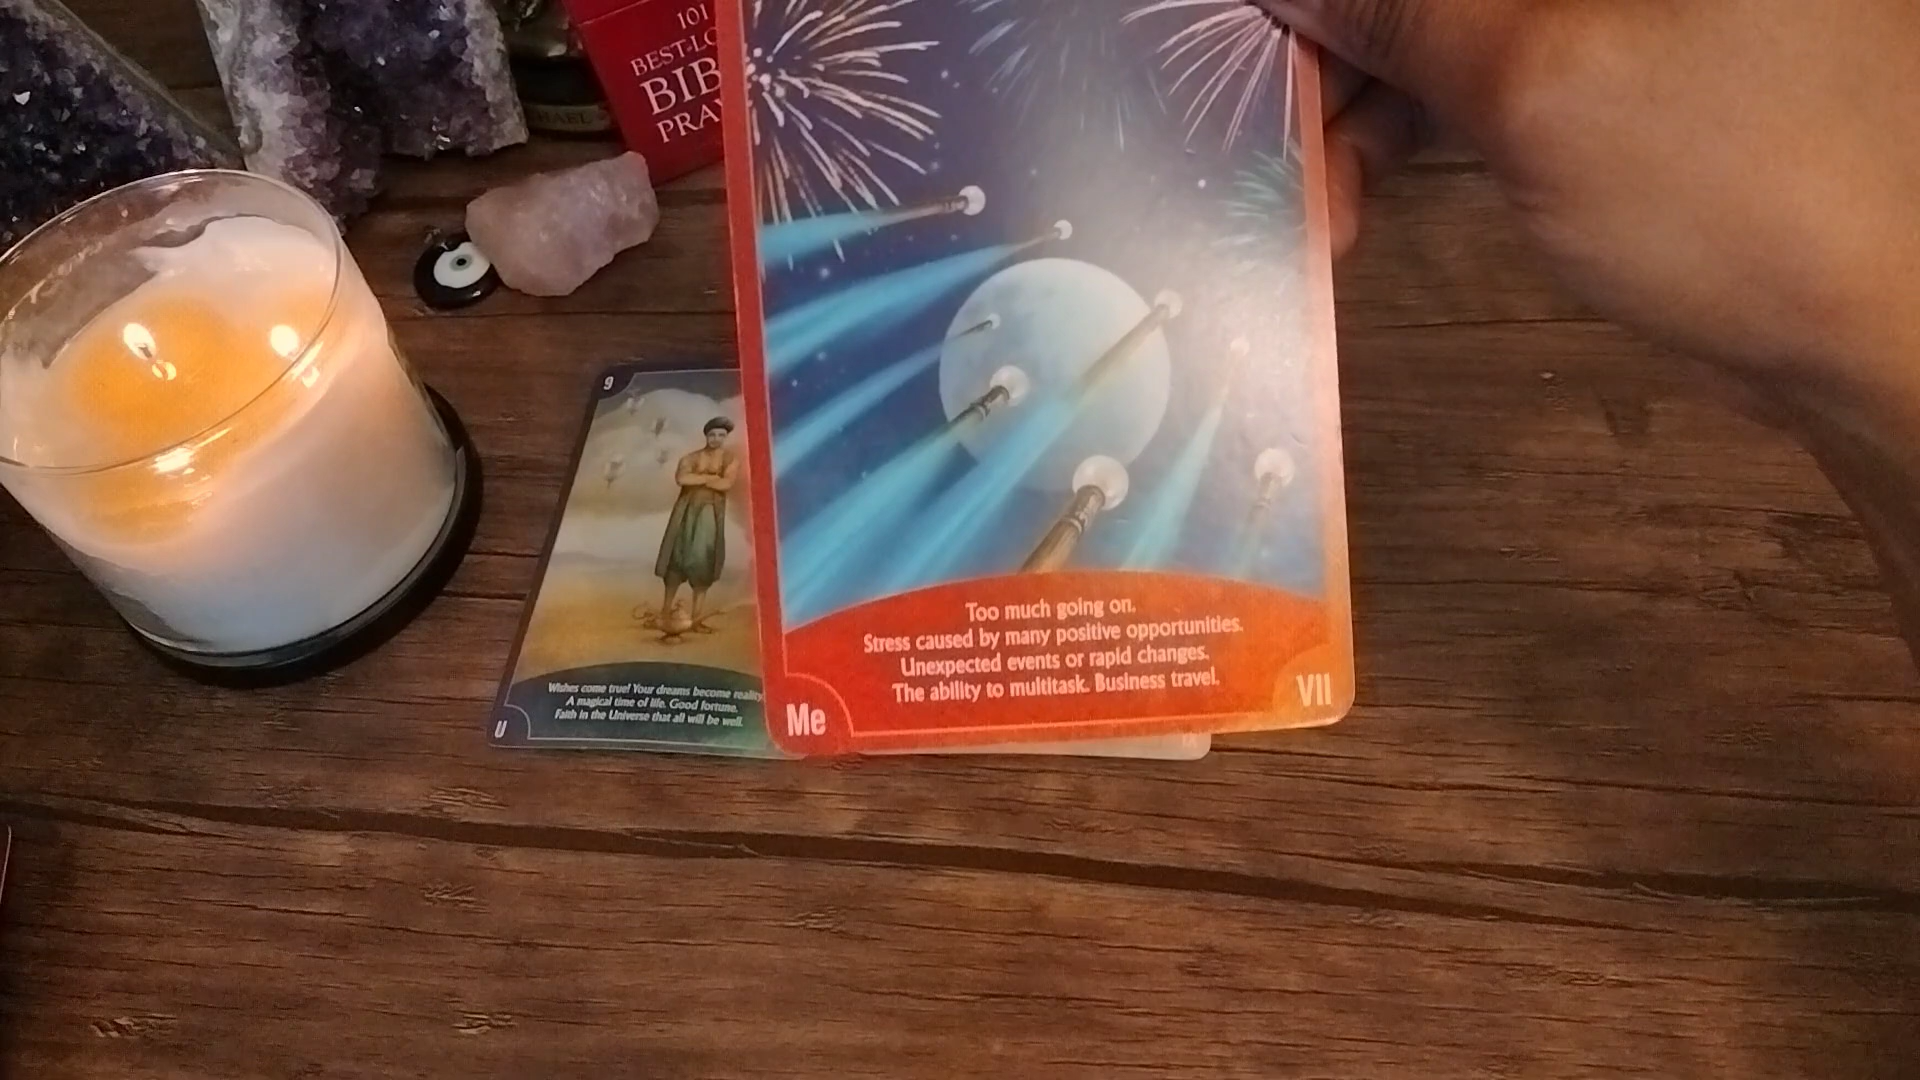 101
BEST-LO
BIB
PRA
HAEL
9
Wishes come true! Your dreams become reality
A magical time of life. Good fortune.
Faith in the Universe that all will be well.
U
Too much going on.
Stress caused by many positive opportunities.
Unexpected events or rapid changes.
The ability to multitask. Business travel.
Me
VII